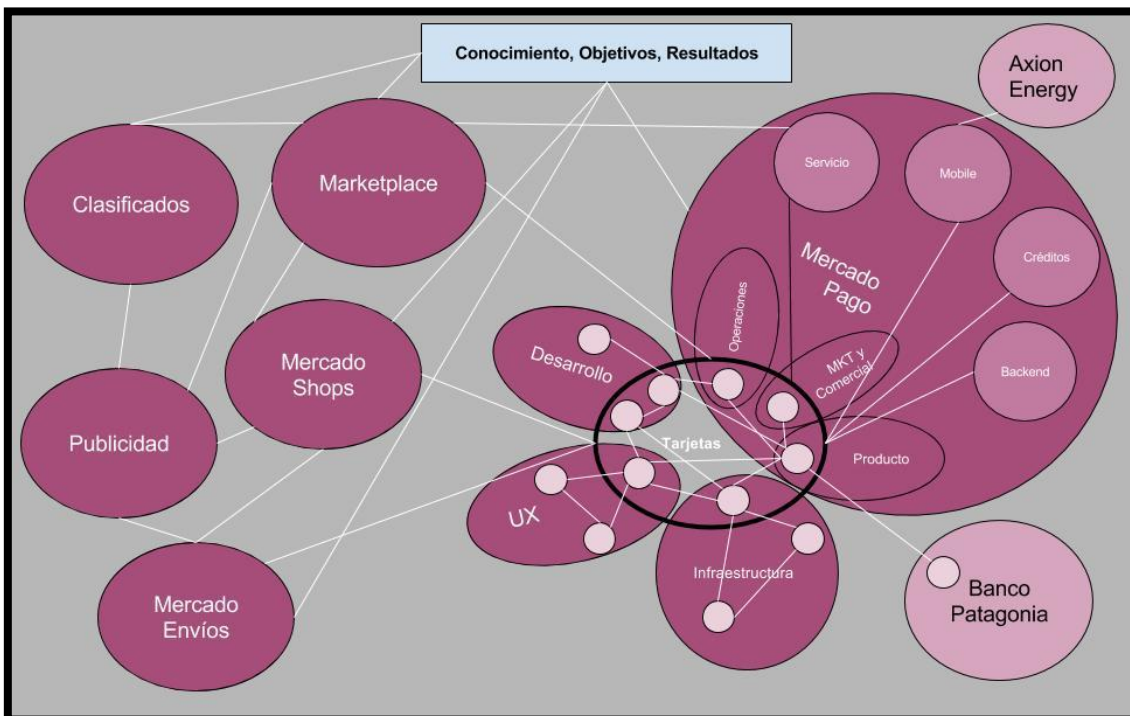 Conocimiento, Objetivos, Resultados
Axion
Energy
Clasificados
Marketplace
Servicio
Mobile
Créditos
Mercado
Pago
Operaciones
MKT y
Comercial
Backend
Desarrollo
Mercado
Shops
Publicidad
Tarjetas
Producto
UX
Infraestructura
Mercado
Envíos
Banco
Patagonia